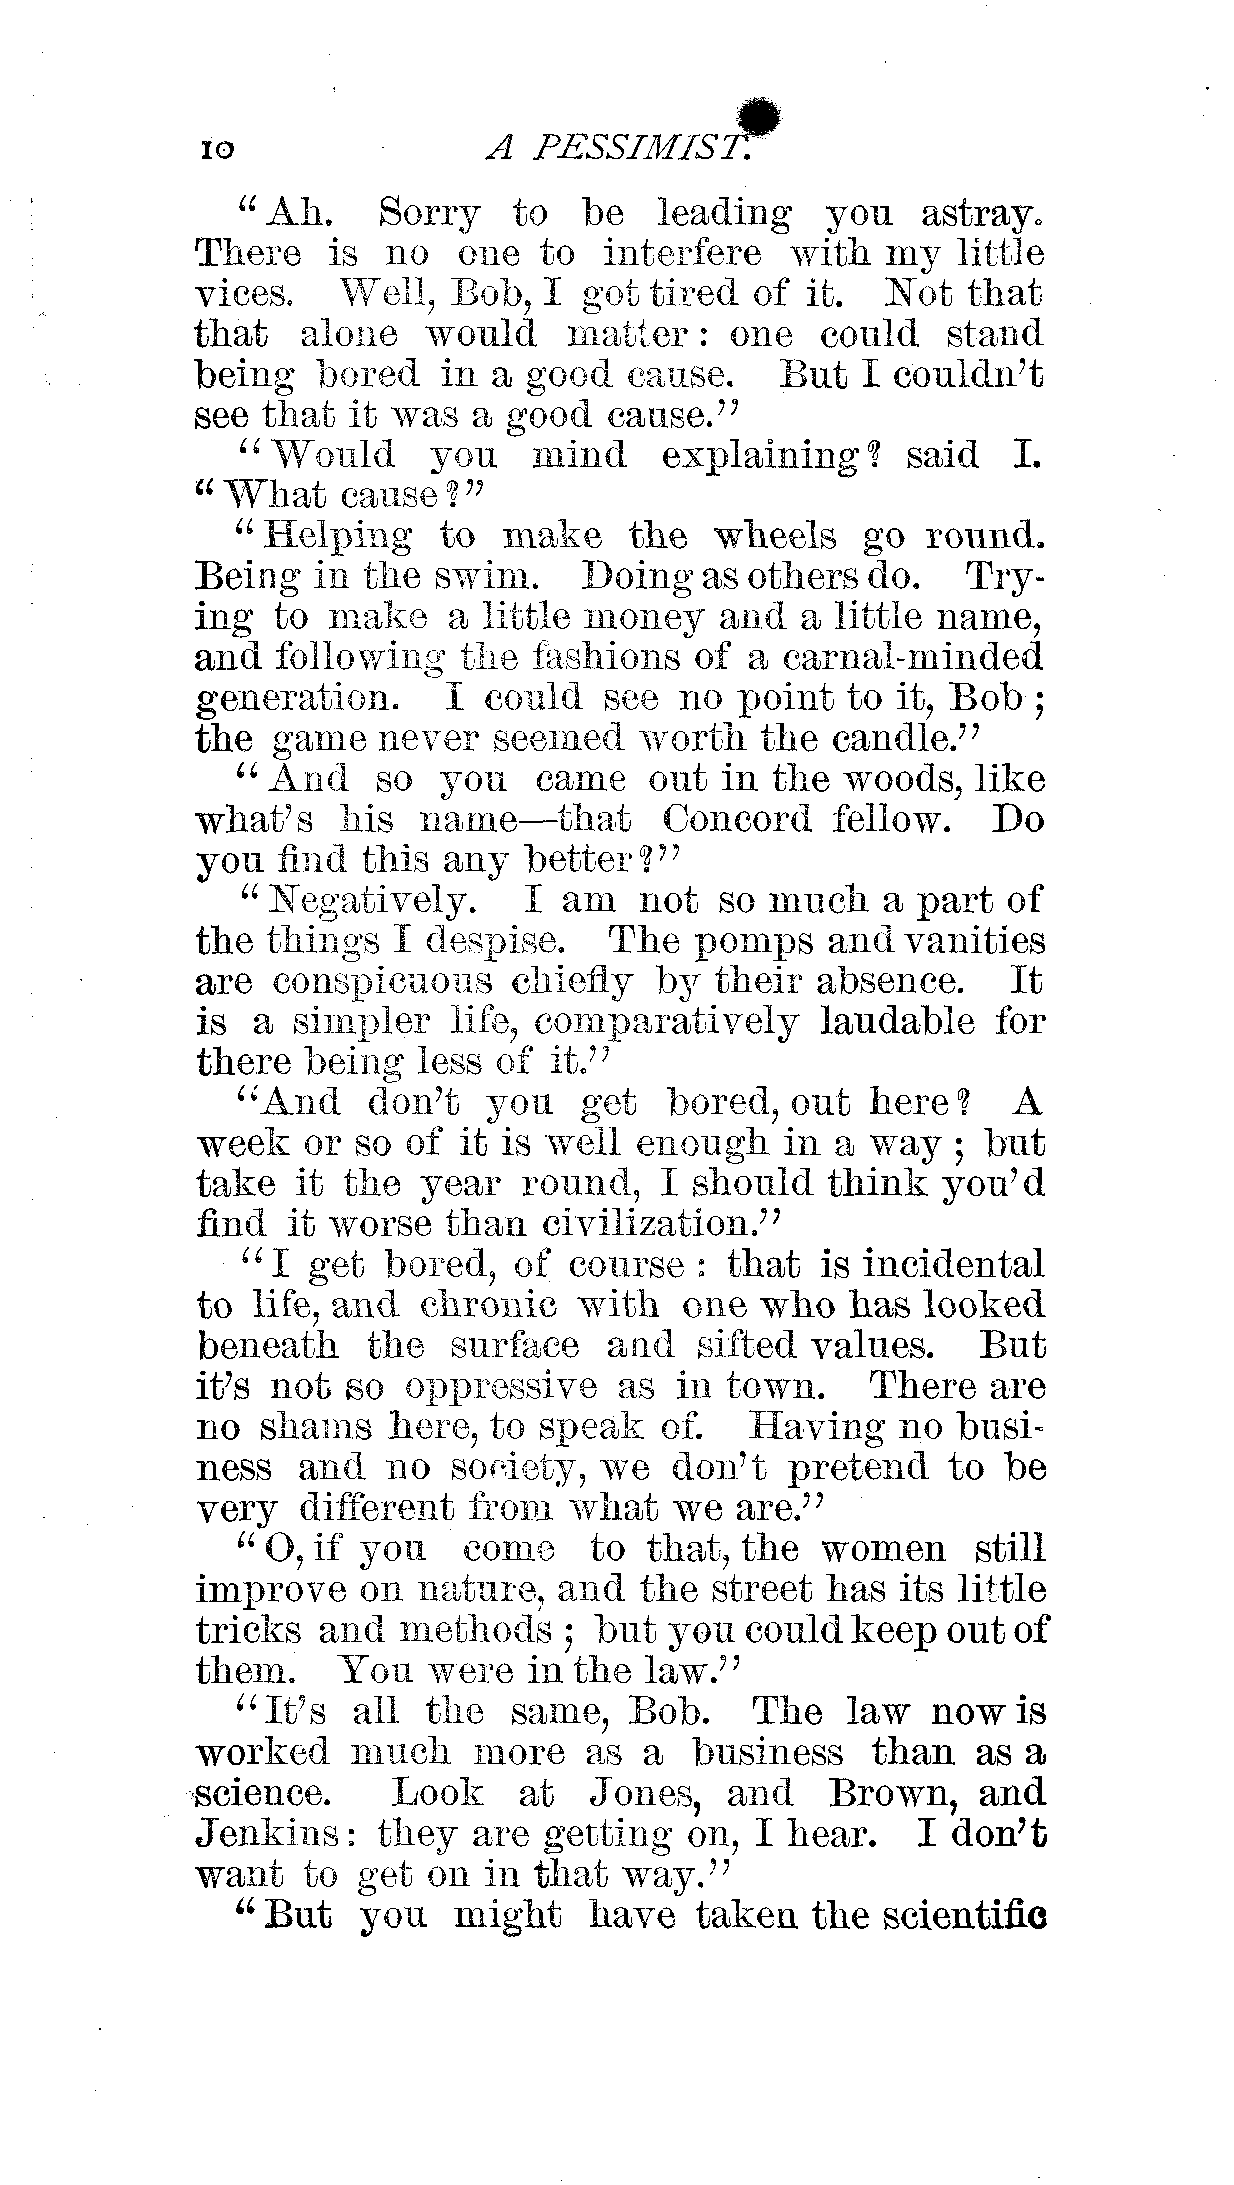 10 A PESSIMIST.
"Ah. Sorry to be leading you astray.
There is no one to interfere with my little
vices. Well, Bob, I got tired of it. Not that
that alone would matter : one could stand
being bored in a good cause. But I couldn't
see that it was a good cause."
"Would you mind explaining? said I.
"What cause?"
"Helping to make the wheels go round.
Being in the swim. Doing as others do. Try-
ing to make a little money and a little name,
and following the fashions of a carnal-minded
generation. I could see no point to it, Bob ;
the game never seemed worth the candle."
"And so you came out in the woods, like
what's his name—that Concord fellow. Do
you find this any better?"
"Negatively. I am not so much a part of
the things I despise. The pomps and vanities
are conspicuous chiefly by their absence. It
is a simpler life, comparatively laudable for
there being less of it."
"And don't you get bored, out here? A
week or so of it is well enough in a way ; but
take it the year round, I should think you'd
find it worse than civilization."
"I get bored, of course : that is incidental
to life, and chronic with one who has looked
beneath the surface and sifted values. But
it's not so oppressive as in town. There are
no shams here, to speak of. Having no busi-
ness and no society, we don't pretend to be
very different from what we are."
"O, if you come to that, the women still
improve on nature, and the street has its little
tricks and methods ; but you could keep out of
them. You were in the law."
"It's all the same, Bob. The law now is
worked much more as a business than as a
science. Look at Jones, and Brown, and
Jenkins : they are getting on, I hear. I don't
want to get on in that way."
"But you might have taken the scientific